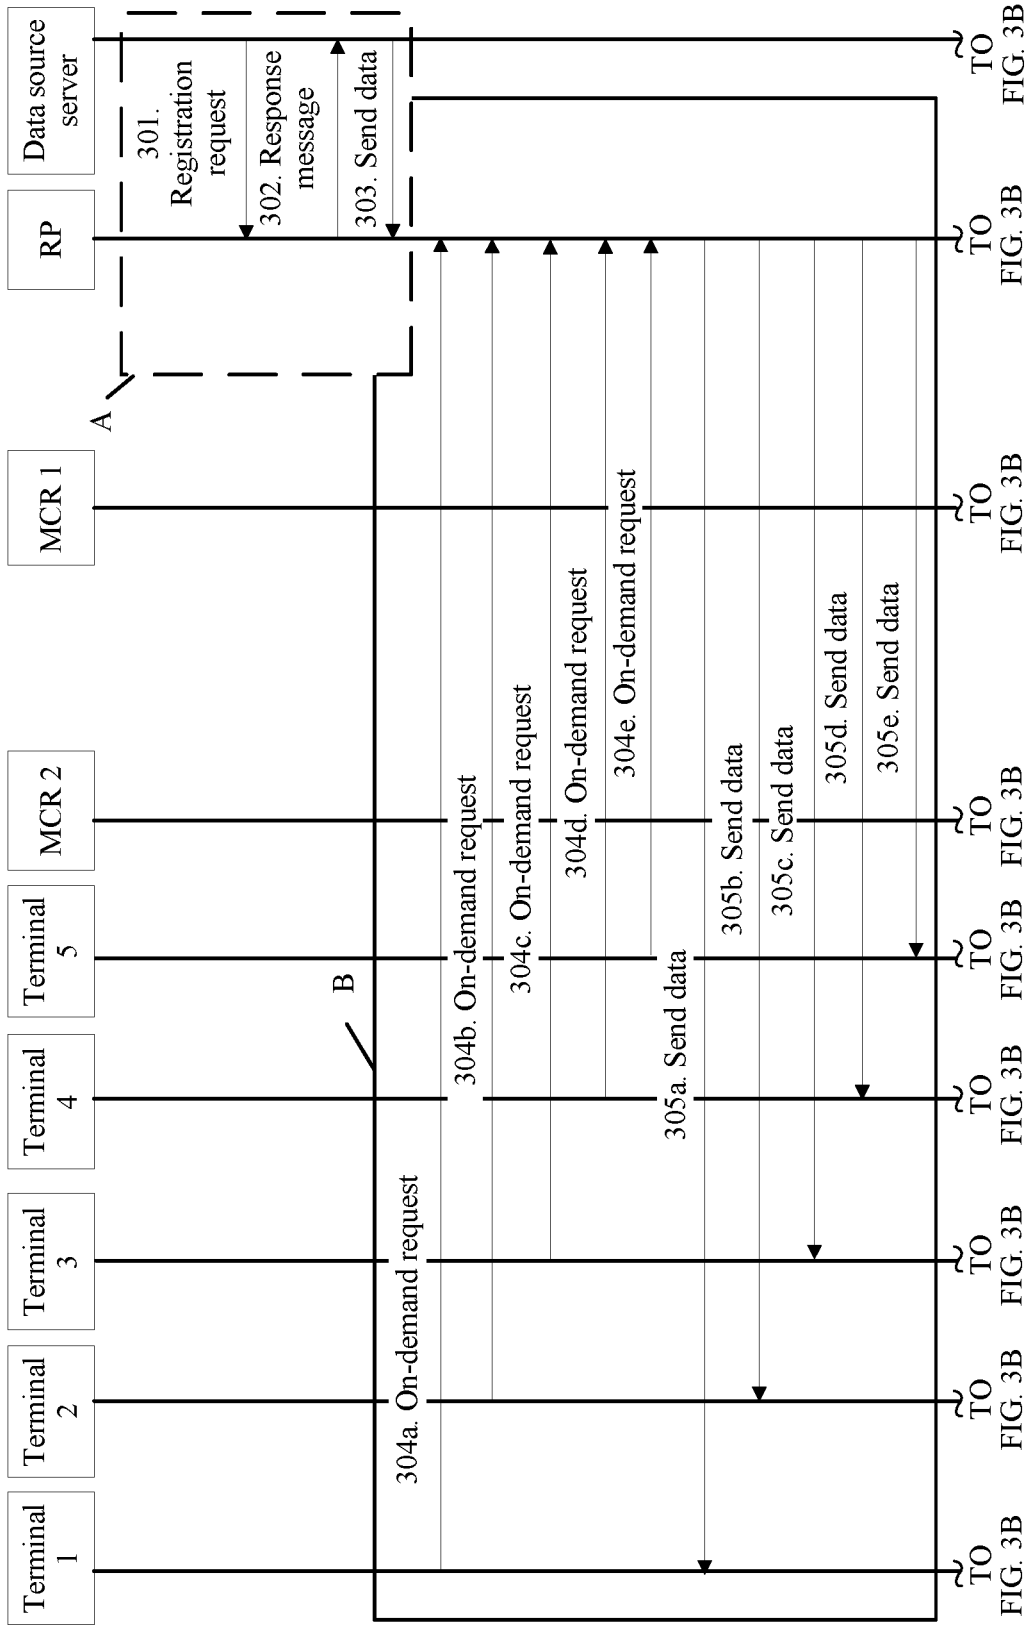 Terminal
1
Terminal
2
Terminal
3
Terminal
4
Terminal
5
MCR 2
MCR 1
RP
Data source
server
A
301.
Registration
request
302. Response
message
303. Send data
B
304a. On-demand request
304b. On-demand request
304c. On-demand request
304d. On-demand request
304e. On-demand request
305a. Send data
305b. Send data
305c. Send data
305d. Send data
305e. Send data
TO
FIG. 3B
TO
FIG. 3B
TO
FIG. 3B
TO
FIG. 3B
TO
FIG. 3B
TO
FIG. 3B
TO
FIG. 3B
TO
FIG. 3B
TO
FIG. 3B